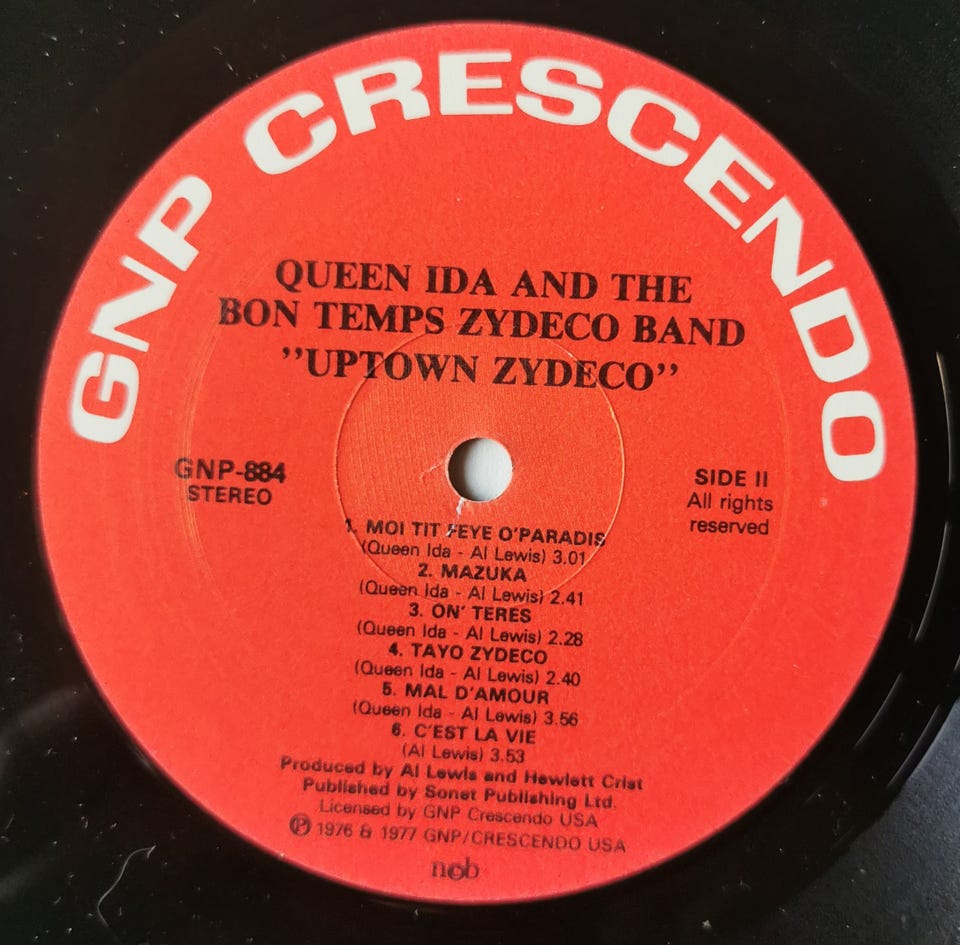 GNP CRESCENDO
QUEEN IDA AND THE
BON TEMPS ZYDECO BAND
"UPTOWN ZYDECO"
GNP-884
STEREO
SIDE II
All rights
reserved
1. MOI TIT FEYE O'PARADIS
(Queen Ida - Al Lewis) 3.01
2. MAZUKA
(Queen Ida - Al Lewis) 2.41
3. ON' TERES
(Queen Ida - Al Lewis) 2.28
4. TAYO ZYDECO
(Queen Ida - Al Lewis) 2.40
5. MAL D'AMOUR
(Queen Ida - Al Lewis) 3.56
6. C'EST LA VIE
(Al Lewis) 3.53
Produced by Al Lewis and Hewlett Crist
Published by Sonet Publishing Ltd.
Licensed by GNP Crescendo USA
Ⓟ 1976 & 1977 GNP/CRESCENDO USA
ncb